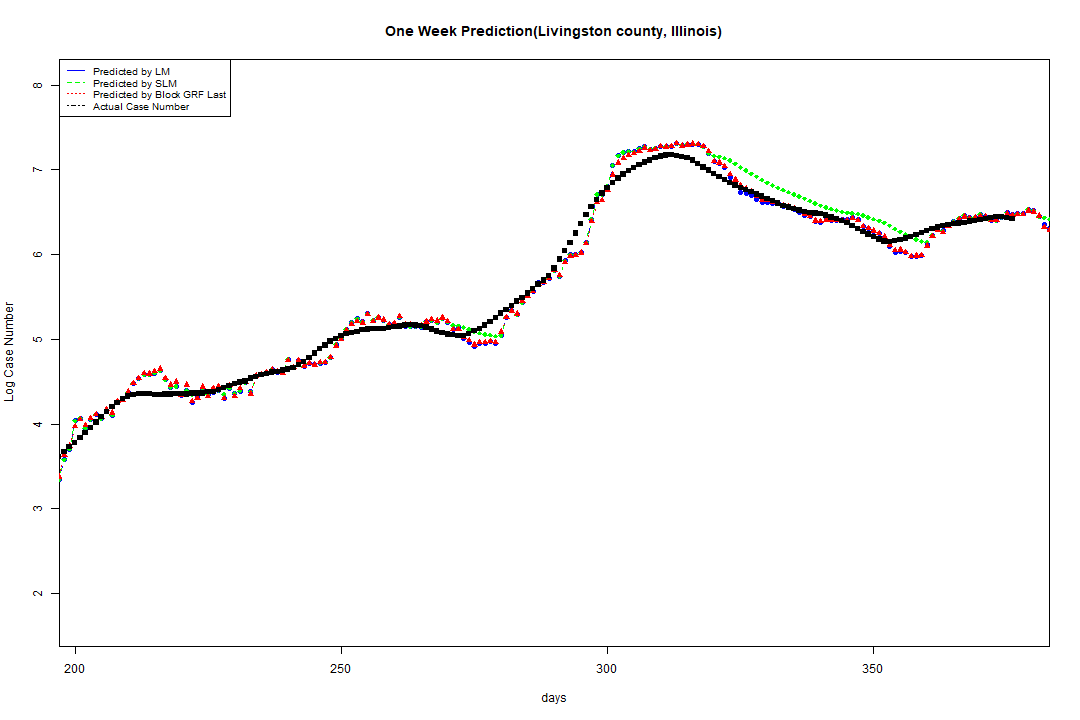 One Week Prediction(Livingston county, Illinois)
Predicted by LM
Predicted by SLM
Predicted by Block GRF Last
Actual Case Number
8
7
6
5
4
3
2
Log Case Number
200 250 300 350
days